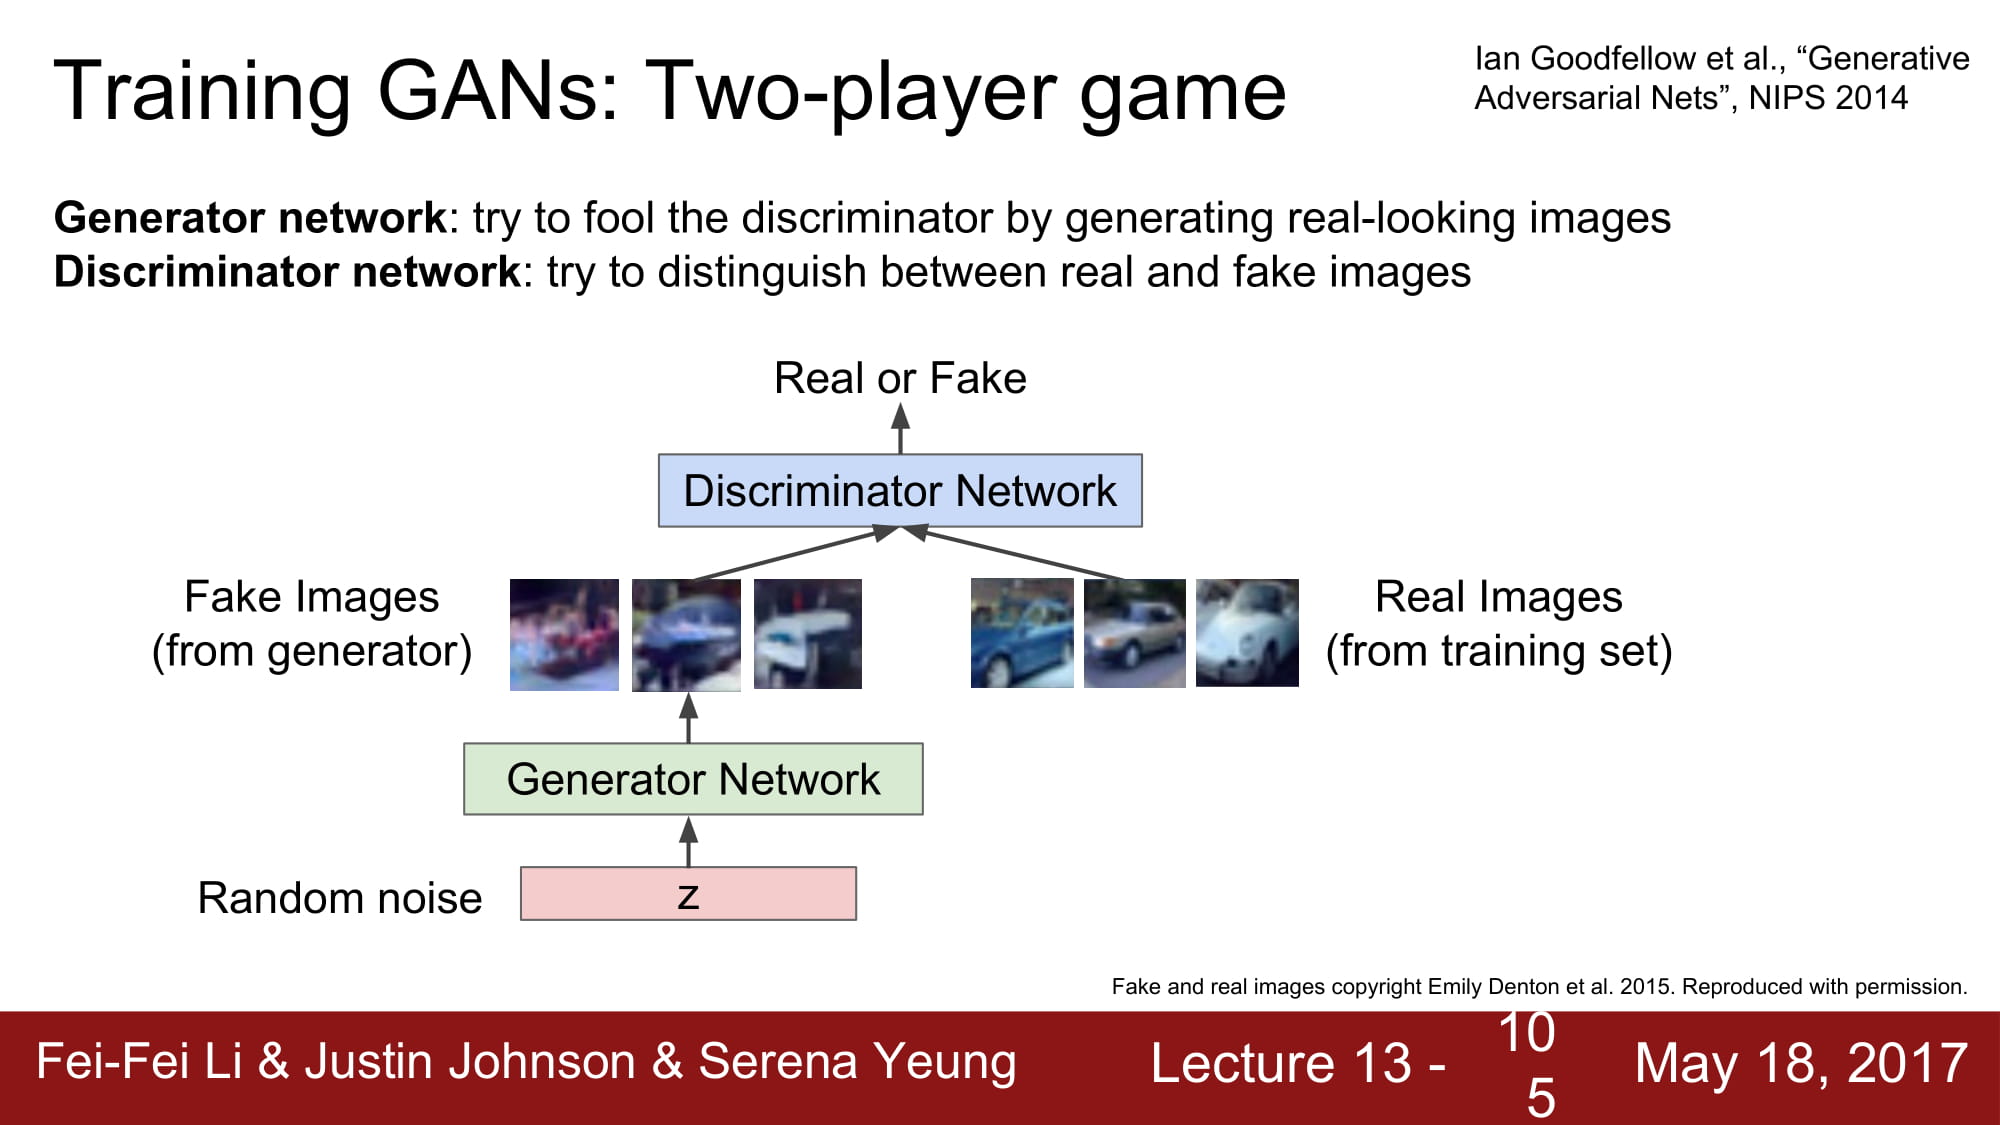 Training GANs: Two-player game
Ian Goodfellow et al., “Generative
Adversarial Nets”, NIPS 2014
Generator network: try to fool the discriminator by generating real-looking images
Discriminator network: try to distinguish between real and fake images
Real or Fake
Discriminator Network
Fake Images
(from generator)
Real Images
(from training set)
Generator Network
Random noise
z
Fake and real images copyright Emily Denton et al. 2015. Reproduced with permission.
Fei-Fei Li & Justin Johnson & Serena Yeung
Lecture 13 -
10
5
May 18, 2017